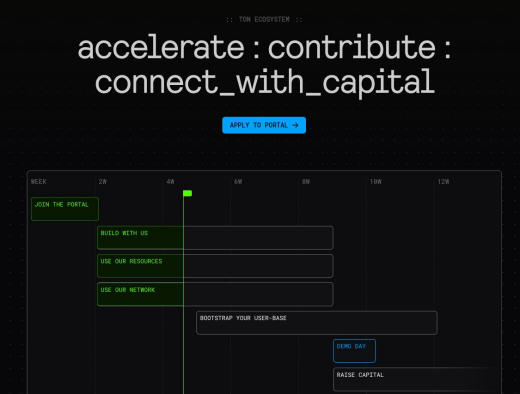 :: TON ECOSYSTEM ::
accelerate : contribute :
connect_with_capital
APPLY TO PORTAL →
WEEK 2W 4W 6W 8W 10W 12W
JOIN THE PORTAL
BUILD WITH US
USE OUR RESOURCES
USE OUR NETWORK
BOOTSTRAP YOUR USER-BASE
DEMO DAY
RAISE CAPITAL